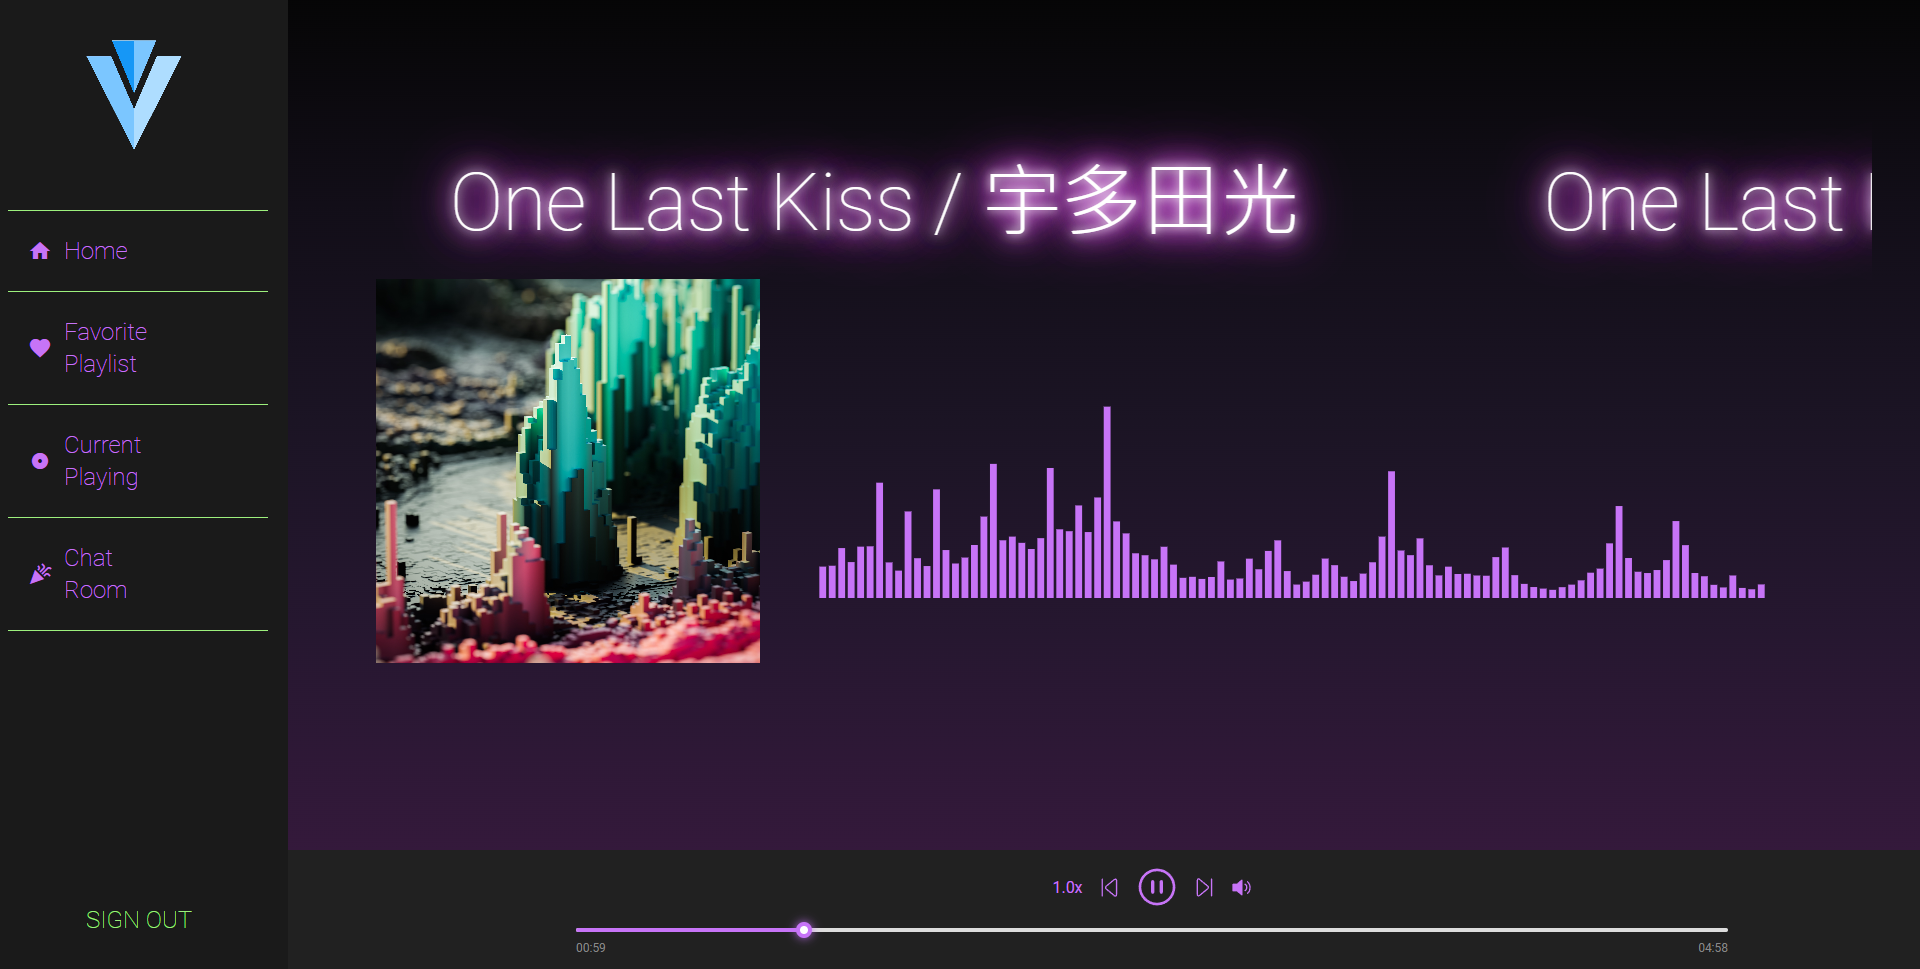 One Last Kiss / 宇多田光
One Last
Home
Favorite
Playlist
Current
Playing
Chat
Room
SIGN OUT
1.0x
00:59
04:58